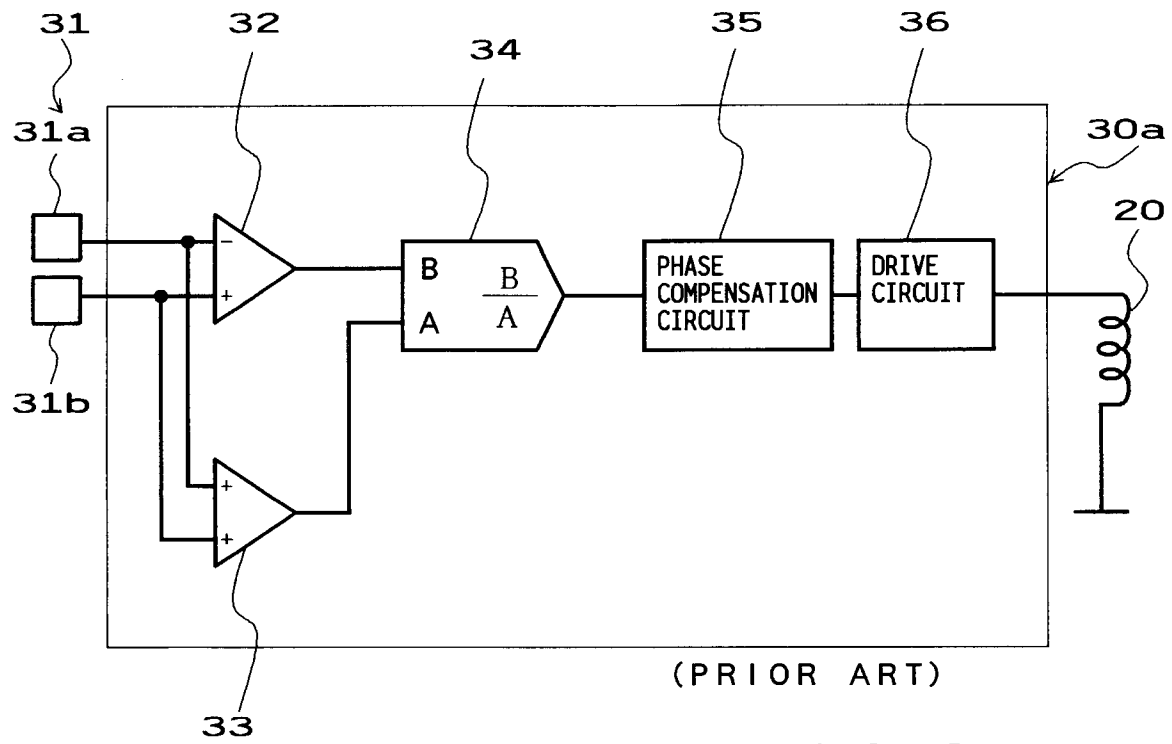 31
32
34
35
36
31a
30a
20
−
+
B
B
A
A
PHASE
COMPENSATION
CIRCUIT
DRIVE
CIRCUIT
31b
+
+
33
(PRIOR ART)